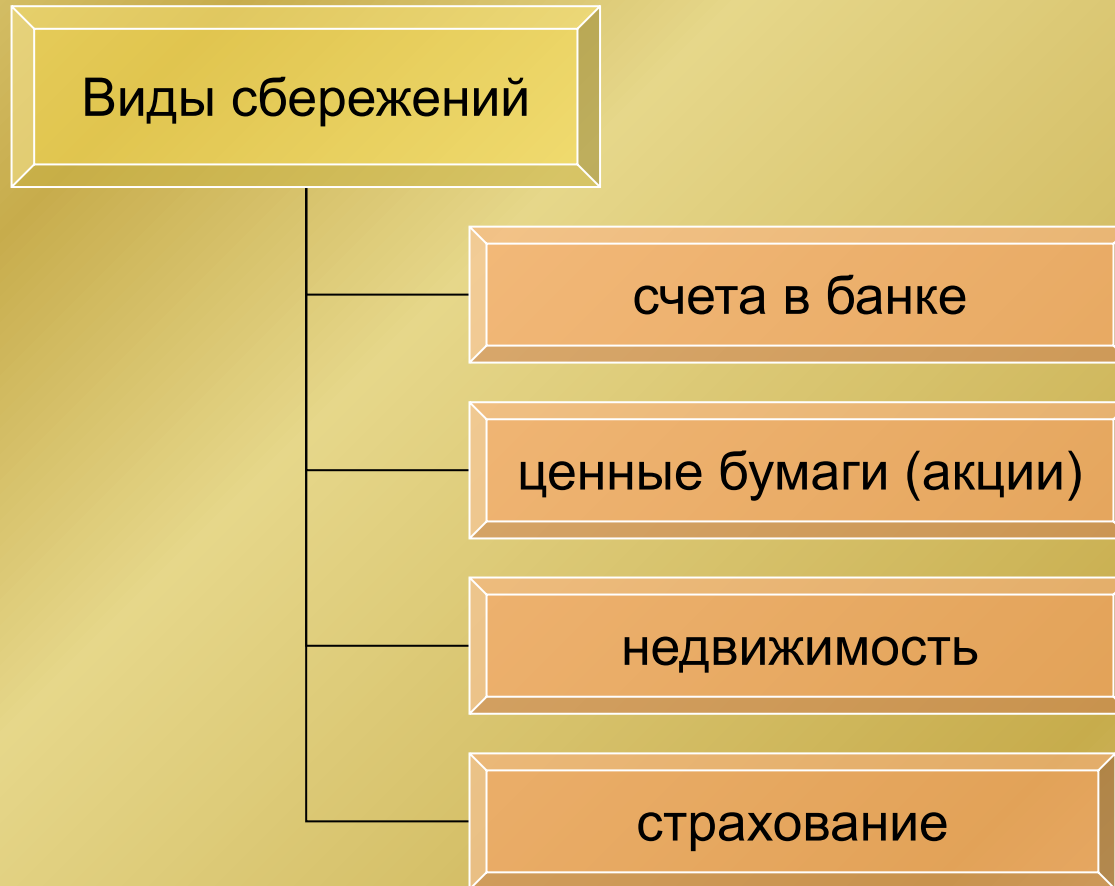 Виды сбережений
счета в банке
ценные бумаги (акции)
недвижимость
страхование